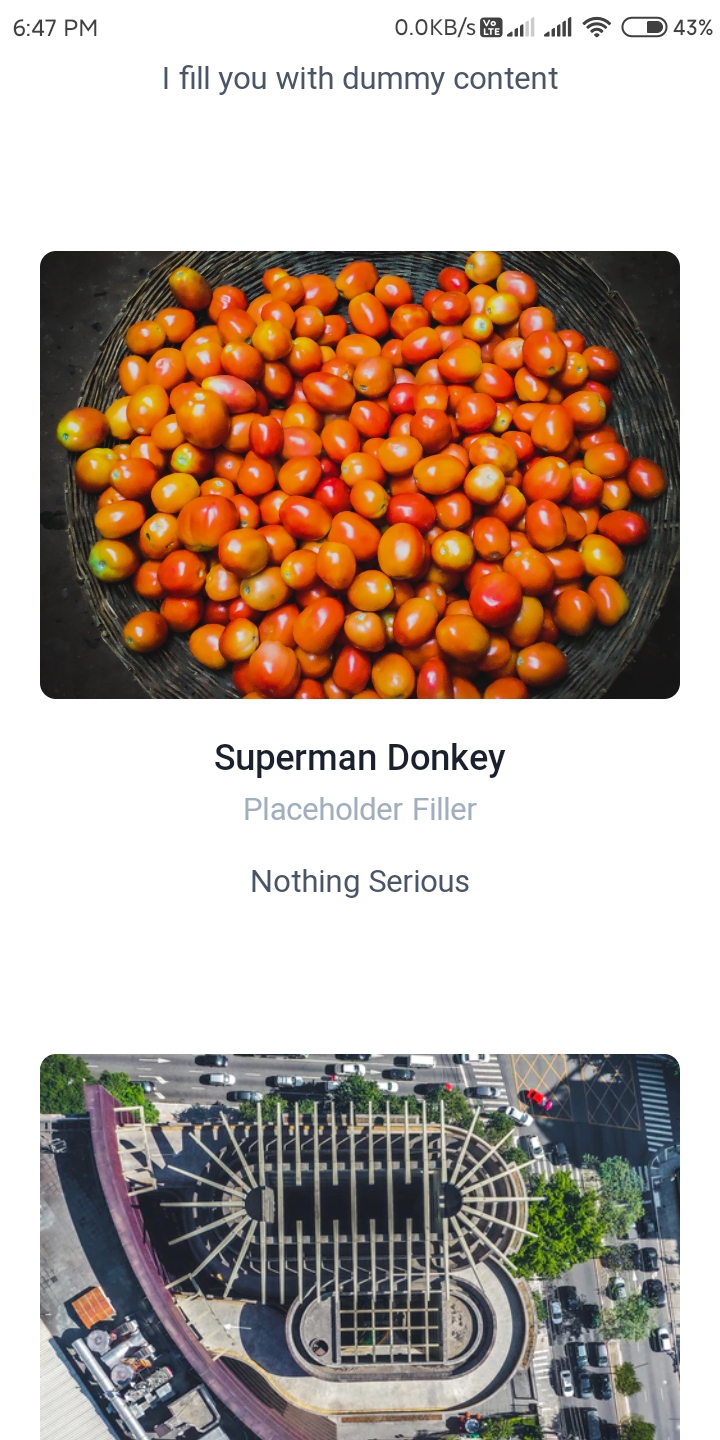 6:47 PM 0.0KB/s Vo LTE 43%
I fill you with dummy content
Superman Donkey
Placeholder Filler
Nothing Serious